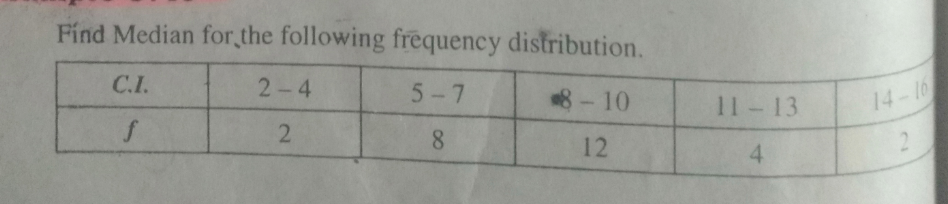 Find Median for the following frequency distribution.
C.I. 2 – 4 5 – 7 8 – 10 11 – 13 14 – 16
f 2 8 12 4 2